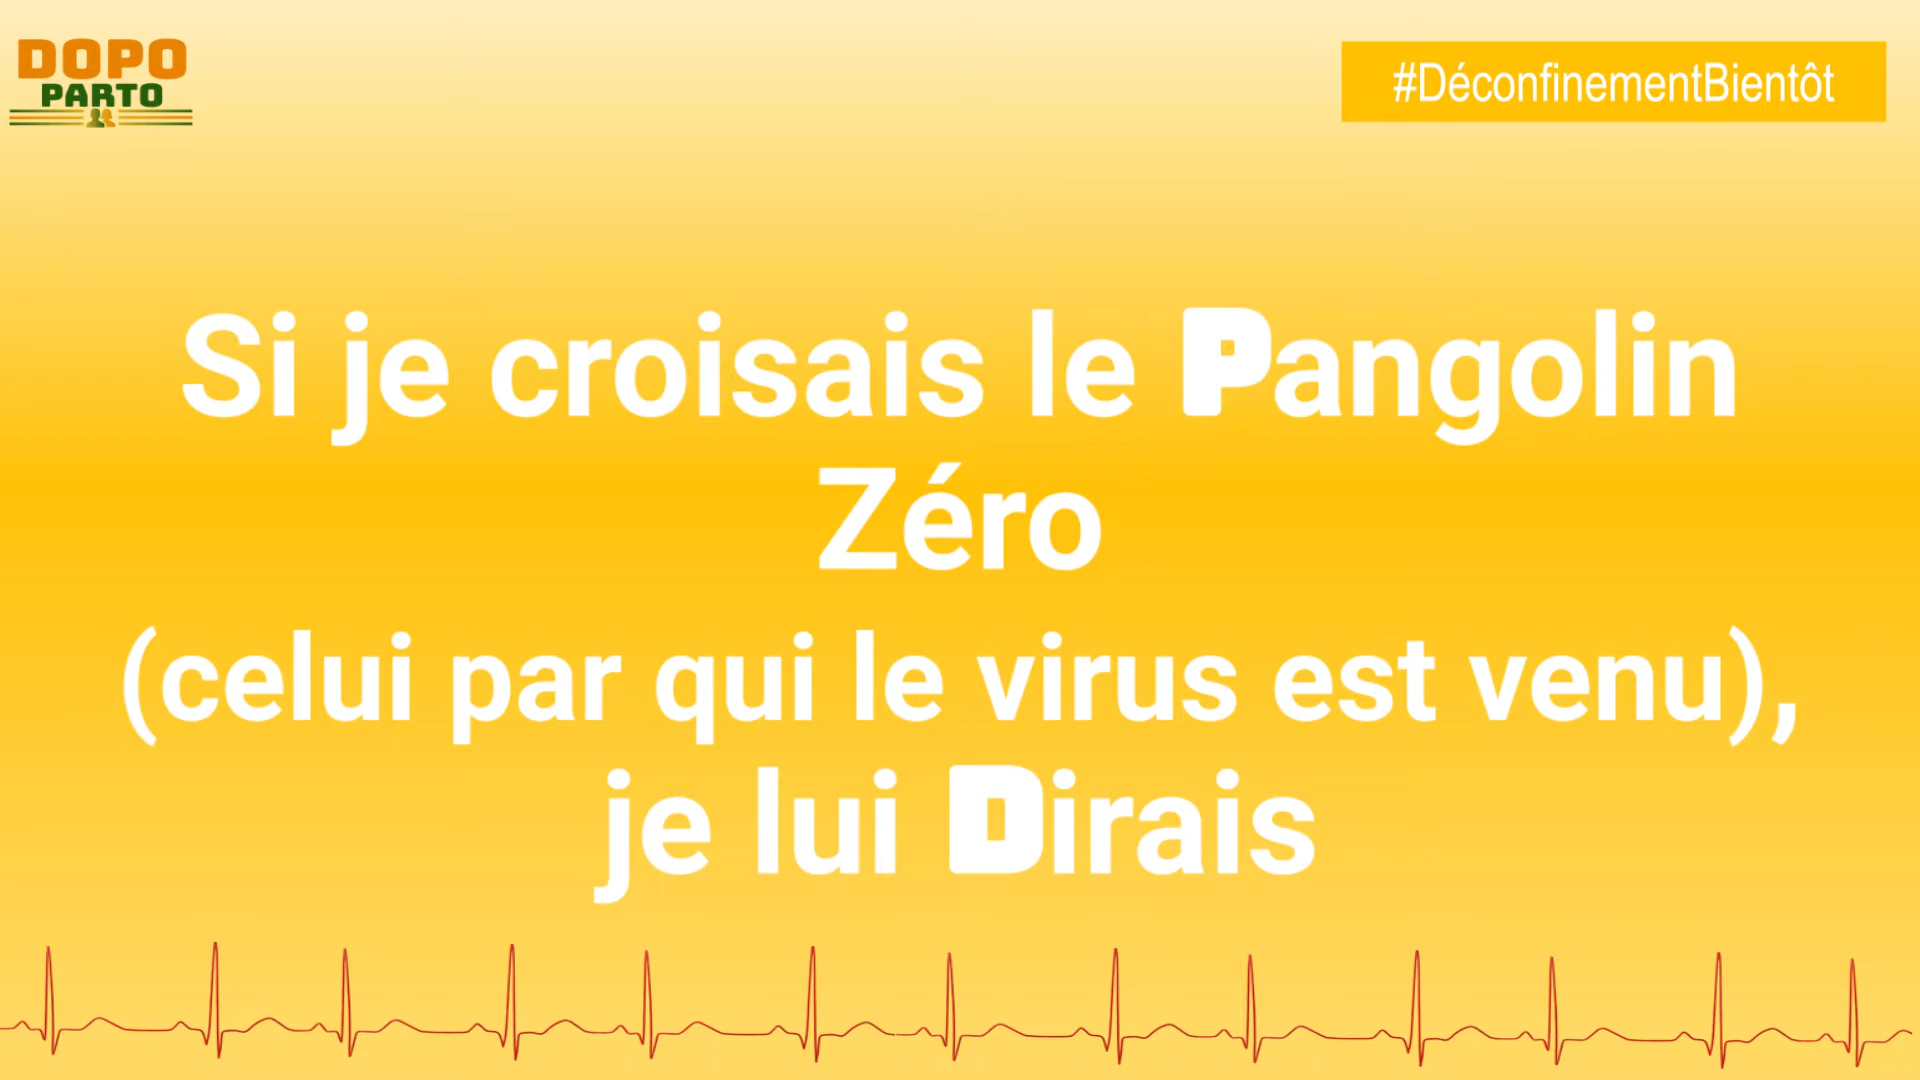 DOPO
PARTO
#DéconfinementBientôt
Si je croisais le Pangolin
Zéro
(celui par qui le virus est venu),
je lui Dirais